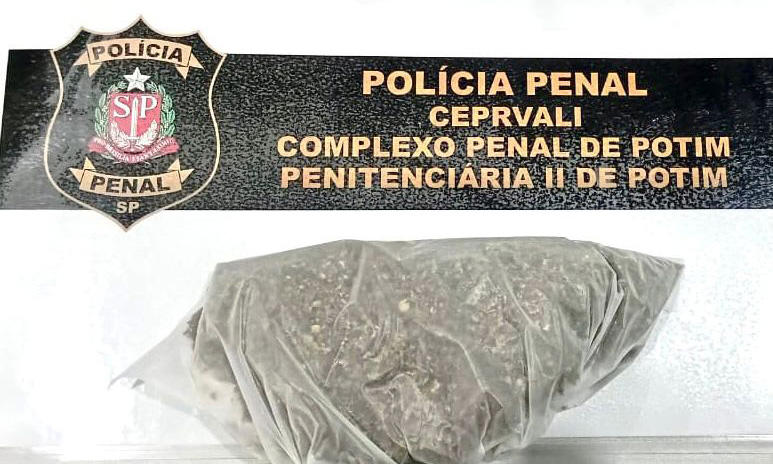 POLÍCIA
SP
PENAL
SP
POLÍCIA PENAL
CEPRVALI
COMPLEXO PENAL DE POTIM
PENITENCIÁRIA II DE POTIM